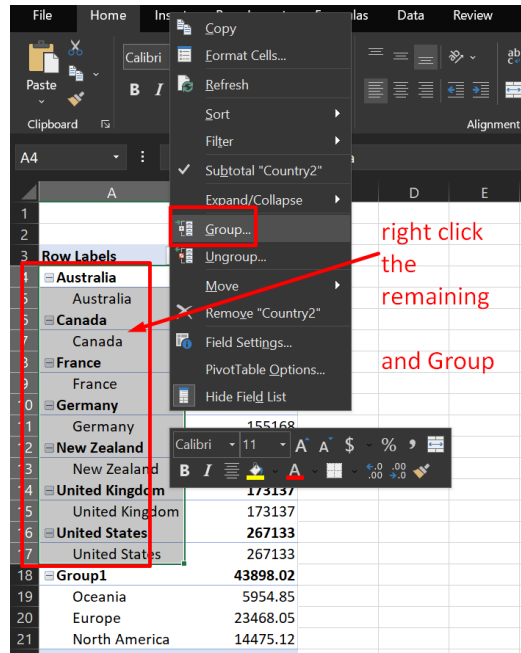 File Home Ins las Data Review
Copy
Calibri
Format Cells...
ab
Paste
B I
Refresh
Sort
Clipboard
Filter
Alignment
A4
Subtotal "Country2"
Expand/Collapse
A D E
1
Group...
right click
2
3 Row Labels
Ungroup...
the
4 Australia
Move
remaining
5 Australia
6 Canada
Remove "Country2"
7 Canada
Field Settings...
8 France
PivotTable Options...
and Group
9 France
Hide Field List
10 Germany
11 Germany 155168
12 New Zealand
Calibri 11 A A $ % ,
13 New Zealand
B I A .00 .00
14 United Kingdom 173137
15 United Kingdom 173137
16 United States 267133
17 United States 267133
18 Group1 43898.02
19 Oceania 5954.85
20 Europe 23468.05
21 North America 14475.12